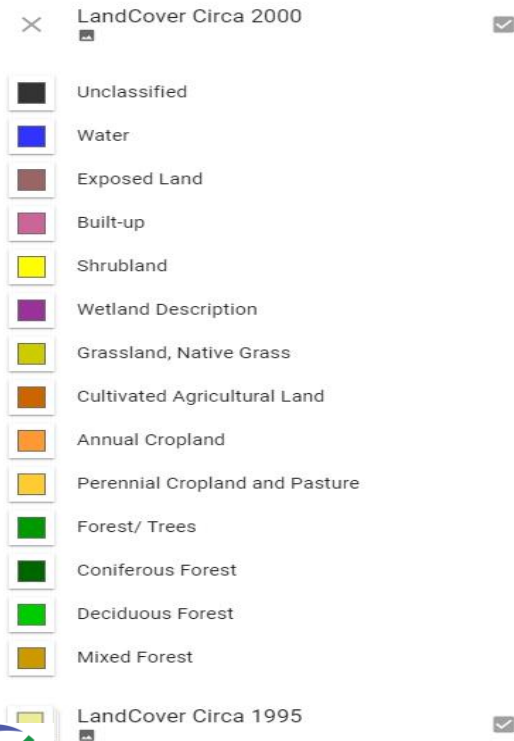 LandCover Circa 2000
Unclassified
Water
Exposed Land
Built-up
Shrubland
Wetland Description
Grassland, Native Grass
Cultivated Agricultural Land
Annual Cropland
Perennial Cropland and Pasture
Forest/ Trees
Coniferous Forest
Deciduous Forest
Mixed Forest
LandCover Circa 1995